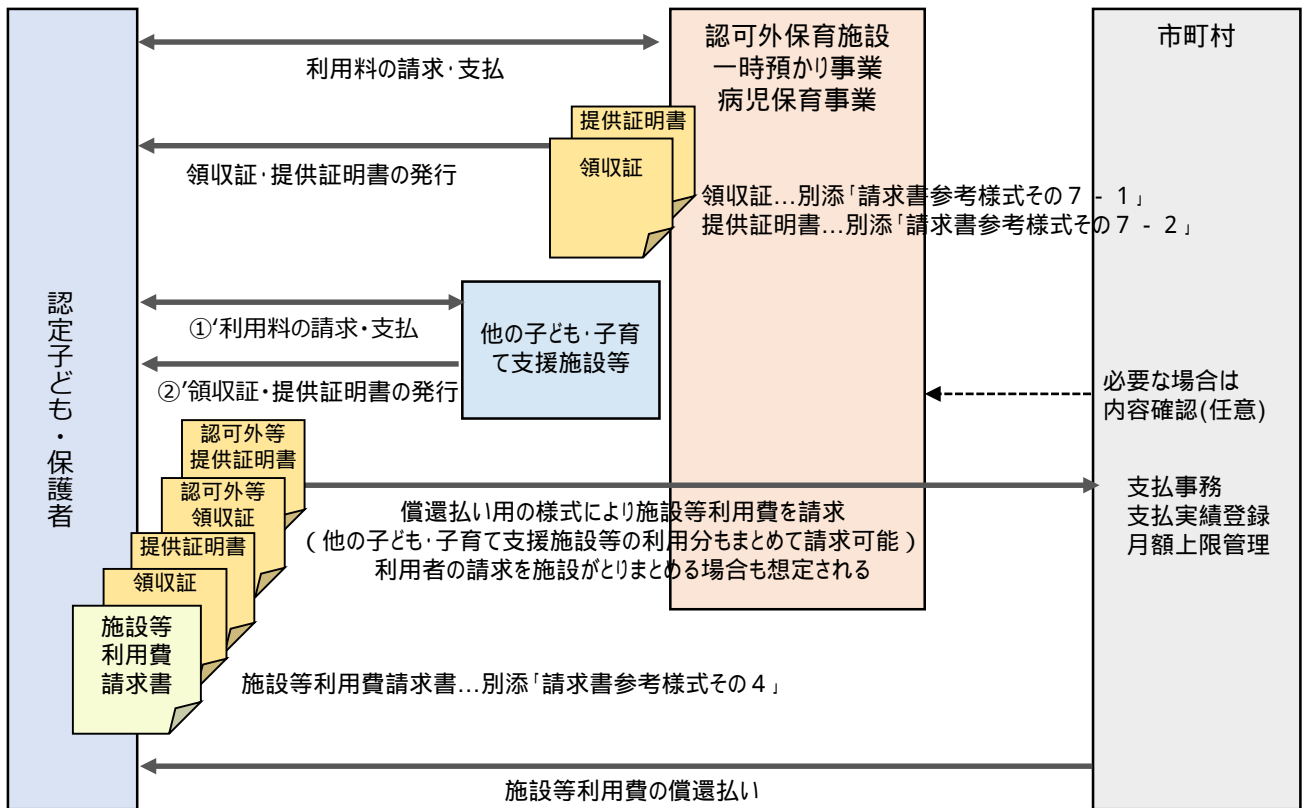 認可外保育施設
一時預かり事業
病児保育事業
市町村
利用料の請求・支払
提供証明書
領収証
領収証・提供証明書の発行
領収証…別添「請求書参考様式その７－１」
提供証明書…別添「請求書参考様式その７－２」
認定子ども・保護者
①’利用料の請求・支払
他の子ども・子育
て支援施設等
②’領収証・提供証明書の発行
必要な場合は
内容確認(任意)
認可外等
提供証明書
認可外等
領収証
提供証明書
領収証
施設等
利用費
請求書
償還払い用の様式により施設等利用費を請求
（他の子ども・子育て支援施設等の利用分もまとめて請求可能）
利用者の請求を施設がとりまとめる場合も想定される
支払事務
支払実績登録
月額上限管理
施設等利用費請求書…別添「請求書参考様式その４」
施設等利用費の償還払い